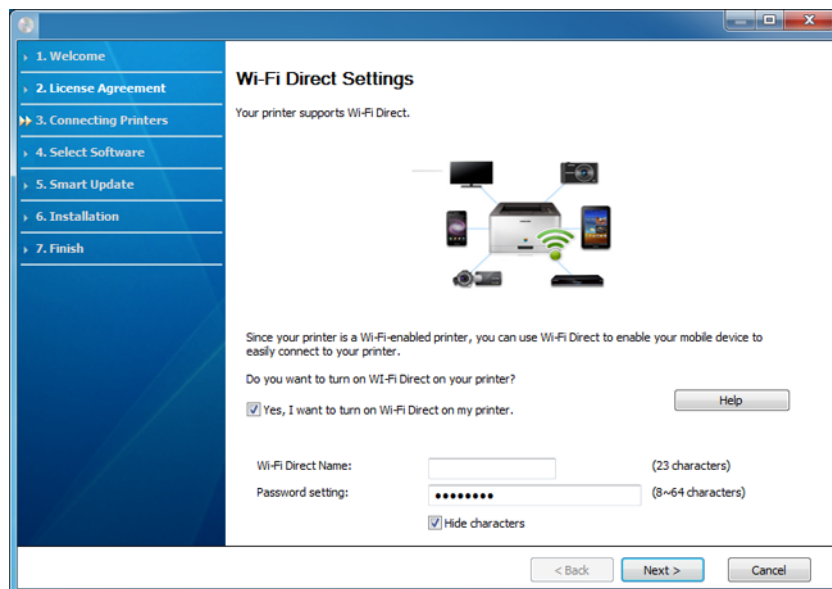 1. Welcome
2. License Agreement
3. Connecting Printers
4. Select Software
5. Smart Update
6. Installation
7. Finish
Wi-Fi Direct Settings
Your printer supports Wi-Fi Direct.
Since your printer is a Wi-Fi-enabled printer, you can use Wi-Fi Direct to enable your mobile device to
easily connect to your printer.
Do you want to turn on WI-Fi Direct on your printer?
Yes, I want to turn on Wi-Fi Direct on my printer.
Help
Wi-Fi Direct Name: (23 characters)
Password setting: •••••••• (8~64 characters)
Hide characters
< Back Next > Cancel